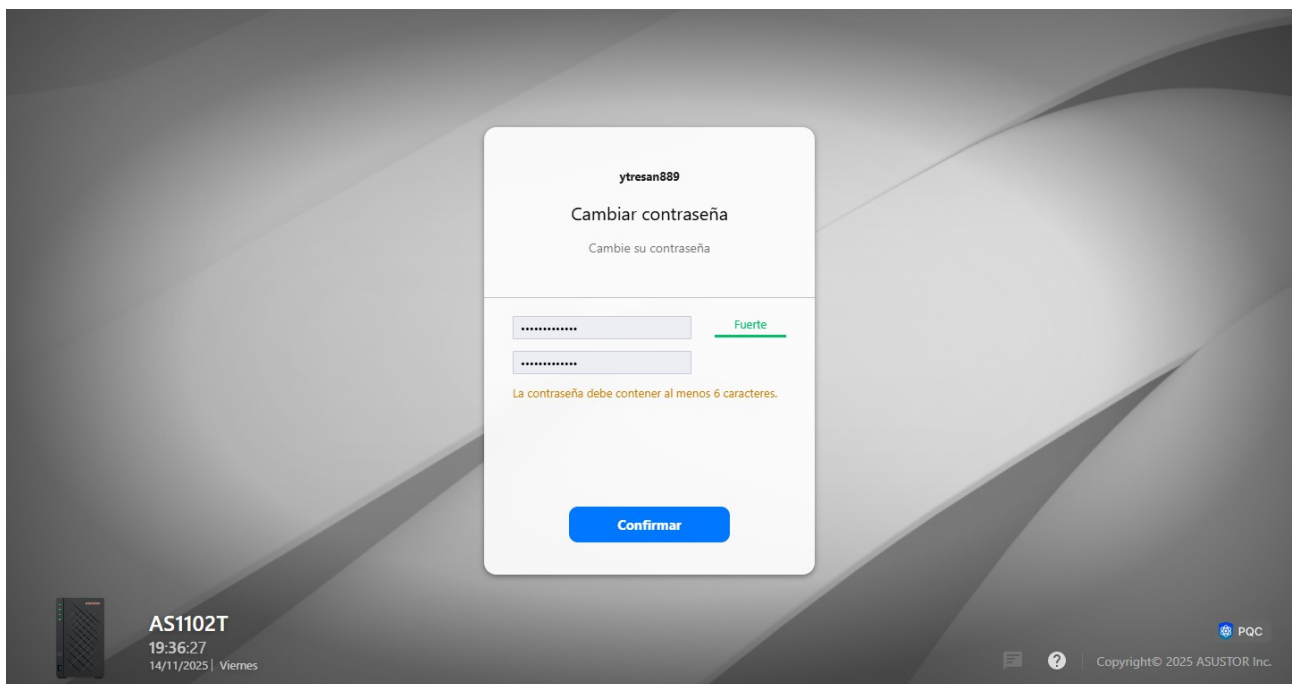 ytresan889
Cambiar contraseña
Cambie su contraseña
•••••••••••••
Fuerte
•••••••••••••
La contraseña debe contener al menos 6 caracteres.
Confirmar
AS1102T
19:36:27
14/11/2025 | Viernes
PQC
Copyright© 2025 ASUSTOR Inc.